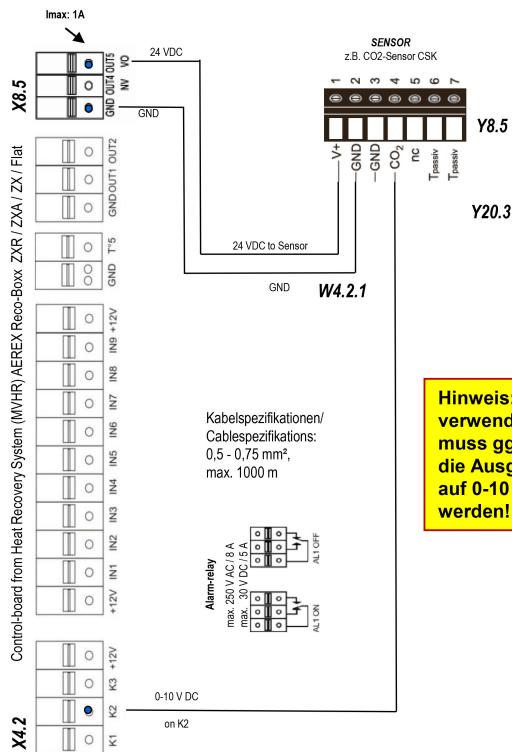 Imax: 1A
X8.5
OUT5 VO
OUT4 NV
GND
24 VDC
GND
SENSOR
z.B. CO2-Sensor CSK
1 2 3 4 5 6 7
Y8.5
V+
GND
–GND
CO2
nc
Tpassiv
Tpassiv
Y20.3
OUT2
OUT1
GND
T°5
GND
24 VDC to Sensor
GND
W4.2.1
Control-board from Heat Recovery System (MVHR) AEREX Reco-Boxx ZXR / ZXA / ZX / Flat
+12V
IN9
IN8
IN7
IN6
IN5
IN4
IN3
IN2
IN1
+12V
Kabelspezifikationen/
Cablespecifikations:
0,5 - 0,75 mm²,
max. 1000 m
Hinweis:
verwend
muss gg
die Ausg
auf 0-10
werden!
Alarm-relay
max. 250 V AC / 8 A
max. 30 V DC / 5 A
AL1 OFF
AL1 ON
X4.2
+12V
K3
K2
K1
0-10 V DC
on K2